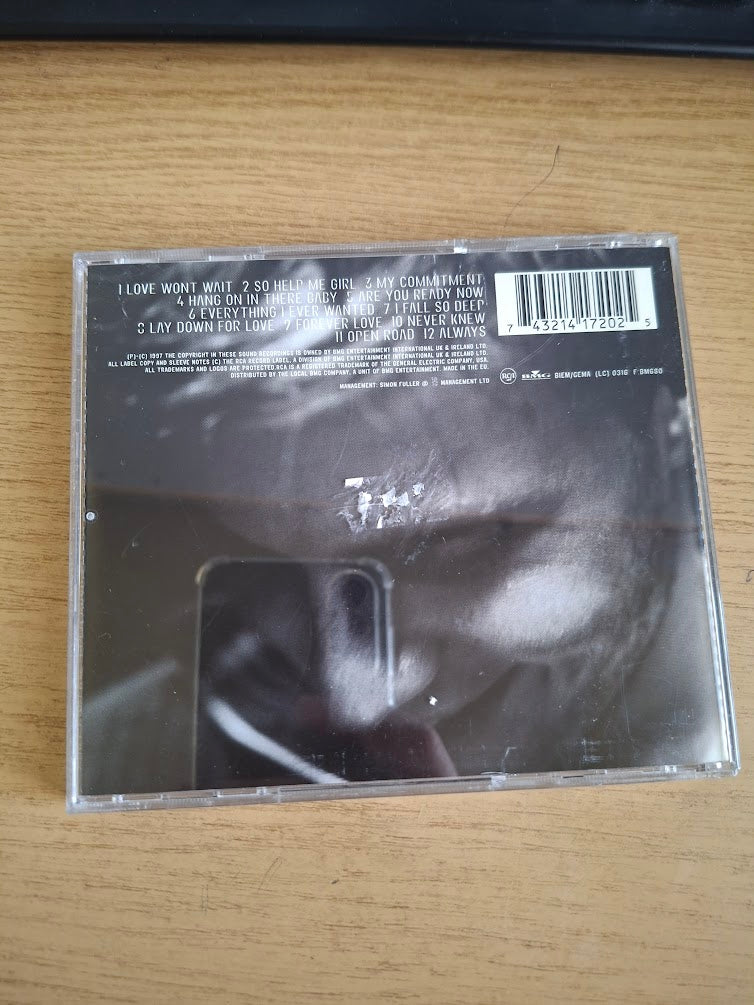 1 LOVE WONT WAIT 2 SO HELP ME GIRL 3 MY COMMITMENT
4 HANG ON IN THERE BABY 5 ARE YOU READY NOW
6 EVERYTHING I EVER WANTED 7 I FALL SO DEEP
8 LAY DOWN FOR LOVE 9 FOREVER LOVE 10 NEVER KNEW
11 OPEN ROAD 12 ALWAYS
(P)+(C) 1997 THE COPYRIGHT IN THESE SOUND RECORDINGS IS OWNED BY BMG ENTERTAINMENT INTERNATIONAL UK & IRELAND LTD.
ALL LABEL COPY AND SLEEVE NOTES (C) THE RCA RECORD LABEL, A DIVISION OF BMG ENTERTAINMENT INTERNATIONAL UK & IRELAND LTD.
ALL TRADEMARKS AND LOGOS ARE PROTECTED.RCA IS A REGISTERED TRADEMARK OF THE GENERAL ELECTRIC COMPANY, USA.
DISTRIBUTED BY THE LOCAL BMG COMPANY. A UNIT OF BMG ENTERTAINMENT. MADE IN THE EU.
MANAGEMENT: SIMON FULLER @ 19 MANAGEMENT LTD
7 43214 17202 5
RCA BMG BIEM/GEMA (LC) 0316 F:BM680